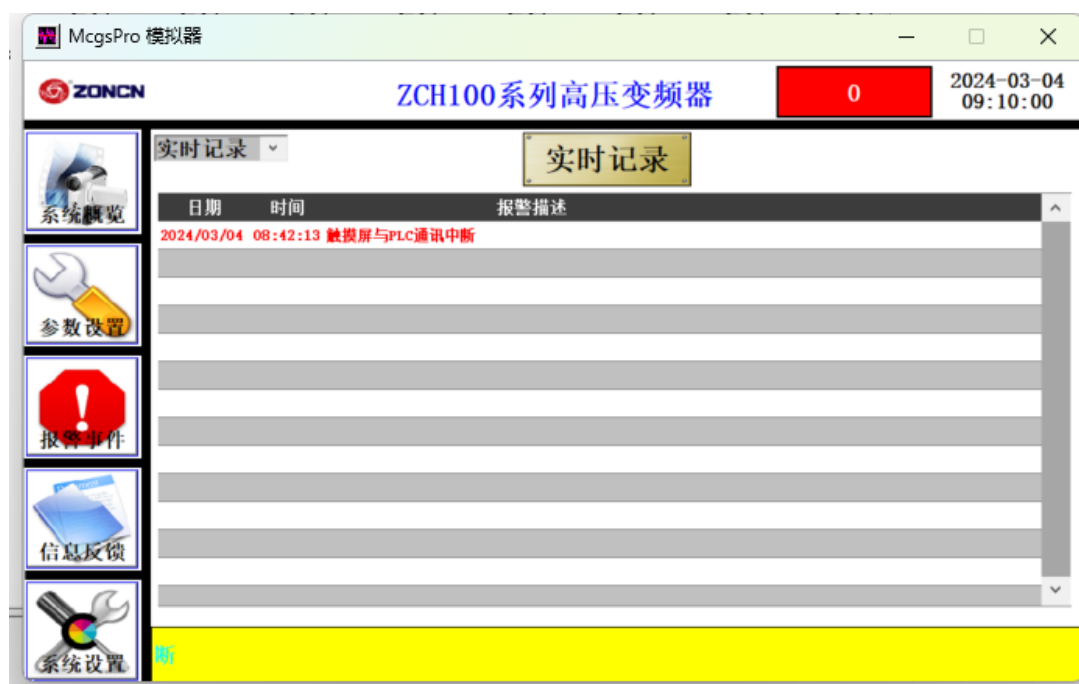 McgsPro 模拟器
ZONCN
ZCH100系列高压变频器
0
2024-03-04
09:10:00
系统概览
参数设置
报警事件
信息反馈
系统设置
实时记录
实时记录
日期 时间 报警描述
2024/03/04 08:42:13 触摸屏与PLC通讯中断
断